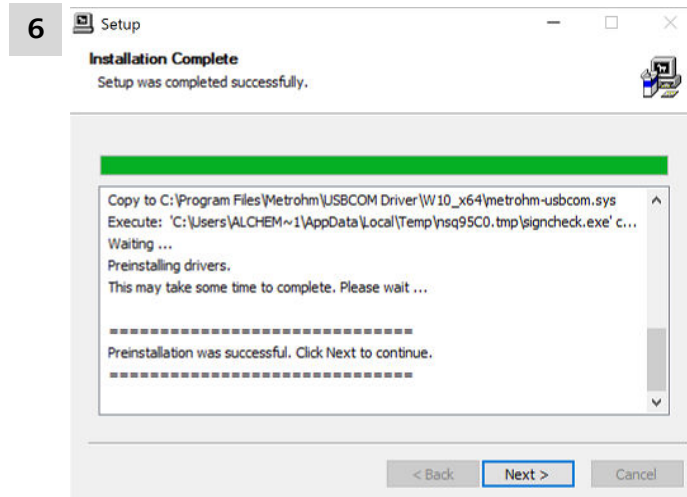 6
Setup
Installation Complete
Setup was completed successfully.
Copy to C:\Program Files\Metrohm\USBCOM Driver\W10_x64\metrohm-usbcom.sys
Execute: 'C:\Users\ALCHEM~1\AppData\Local\Temp\nsq95C0.tmp\signcheck.exe' c...
Waiting ...
Preinstalling drivers.
This may take some time to complete. Please wait ...
==============================
Preinstallation was successful. Click Next to continue.
==============================
< Back Next > Cancel